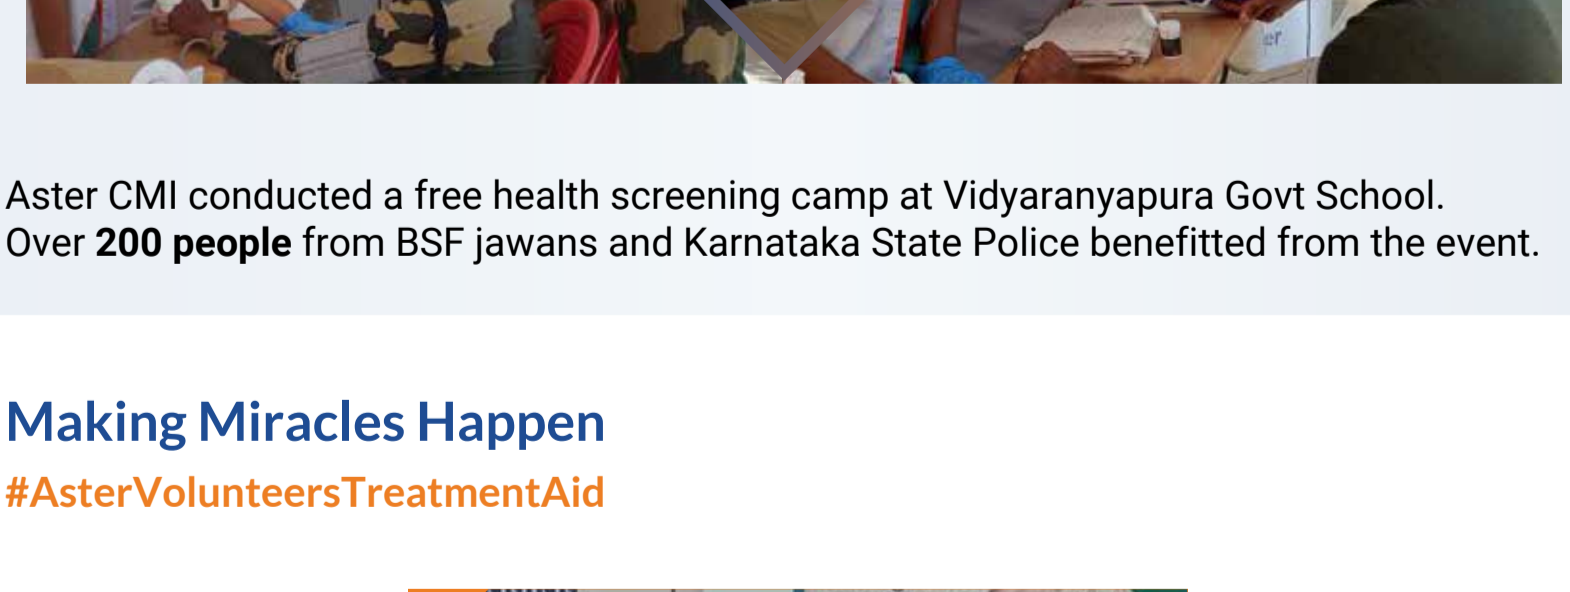 er
Aster CMI conducted a free health screening camp at Vidyaranyapura Govt School.
Over 200 people from BSF jawans and Karnataka State Police benefitted from the event.
Making Miracles Happen
#AsterVolunteersTreatmentAid